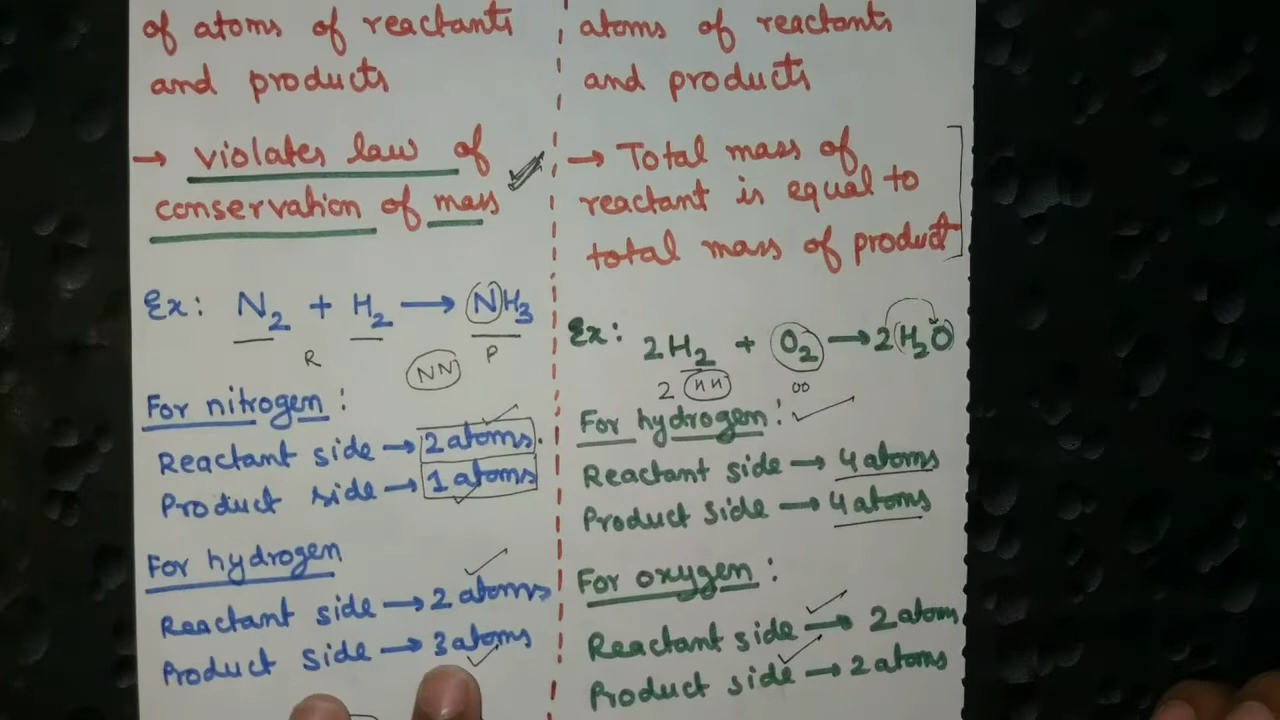 of atoms of reactants
and products
→ violates law of
conservation of mass
Ex: N₂ + H₂ → NH₃
R
NN
P
For nitrogen:
Reactant side → 2 atoms.
Product side → 1 atoms
For hydrogen
Reactant side → 2 atoms
Product side → 3 atoms
atoms of reactants
and products
→ Total mass of
reactant is equal to
total mass of product
Ex: 2H₂ + O₂ → 2H₂O
2 HH
OO
For hydrogen:
Reactant side → 4 atoms
Product side → 4 atoms
For oxygen:
Reactant side → 2 atom
Product side → 2 atoms